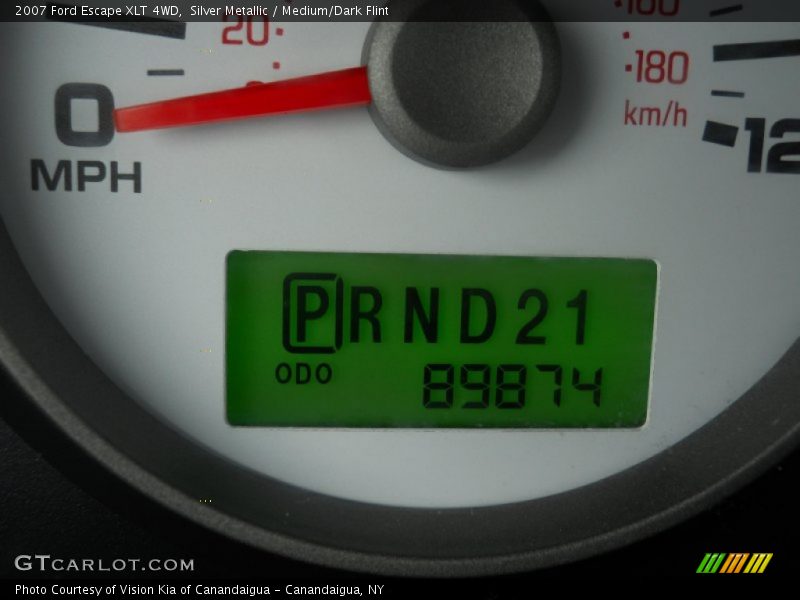 2007 Ford Escape XLT 4WD, Silver Metallic / Medium/Dark Flint
20
0
MPH
180
km/h
12
P R N D 2 1
ODO 89874
GTCARLOT.COM
Photo Courtesy of Vision Kia of Canandaigua - Canandaigua, NY